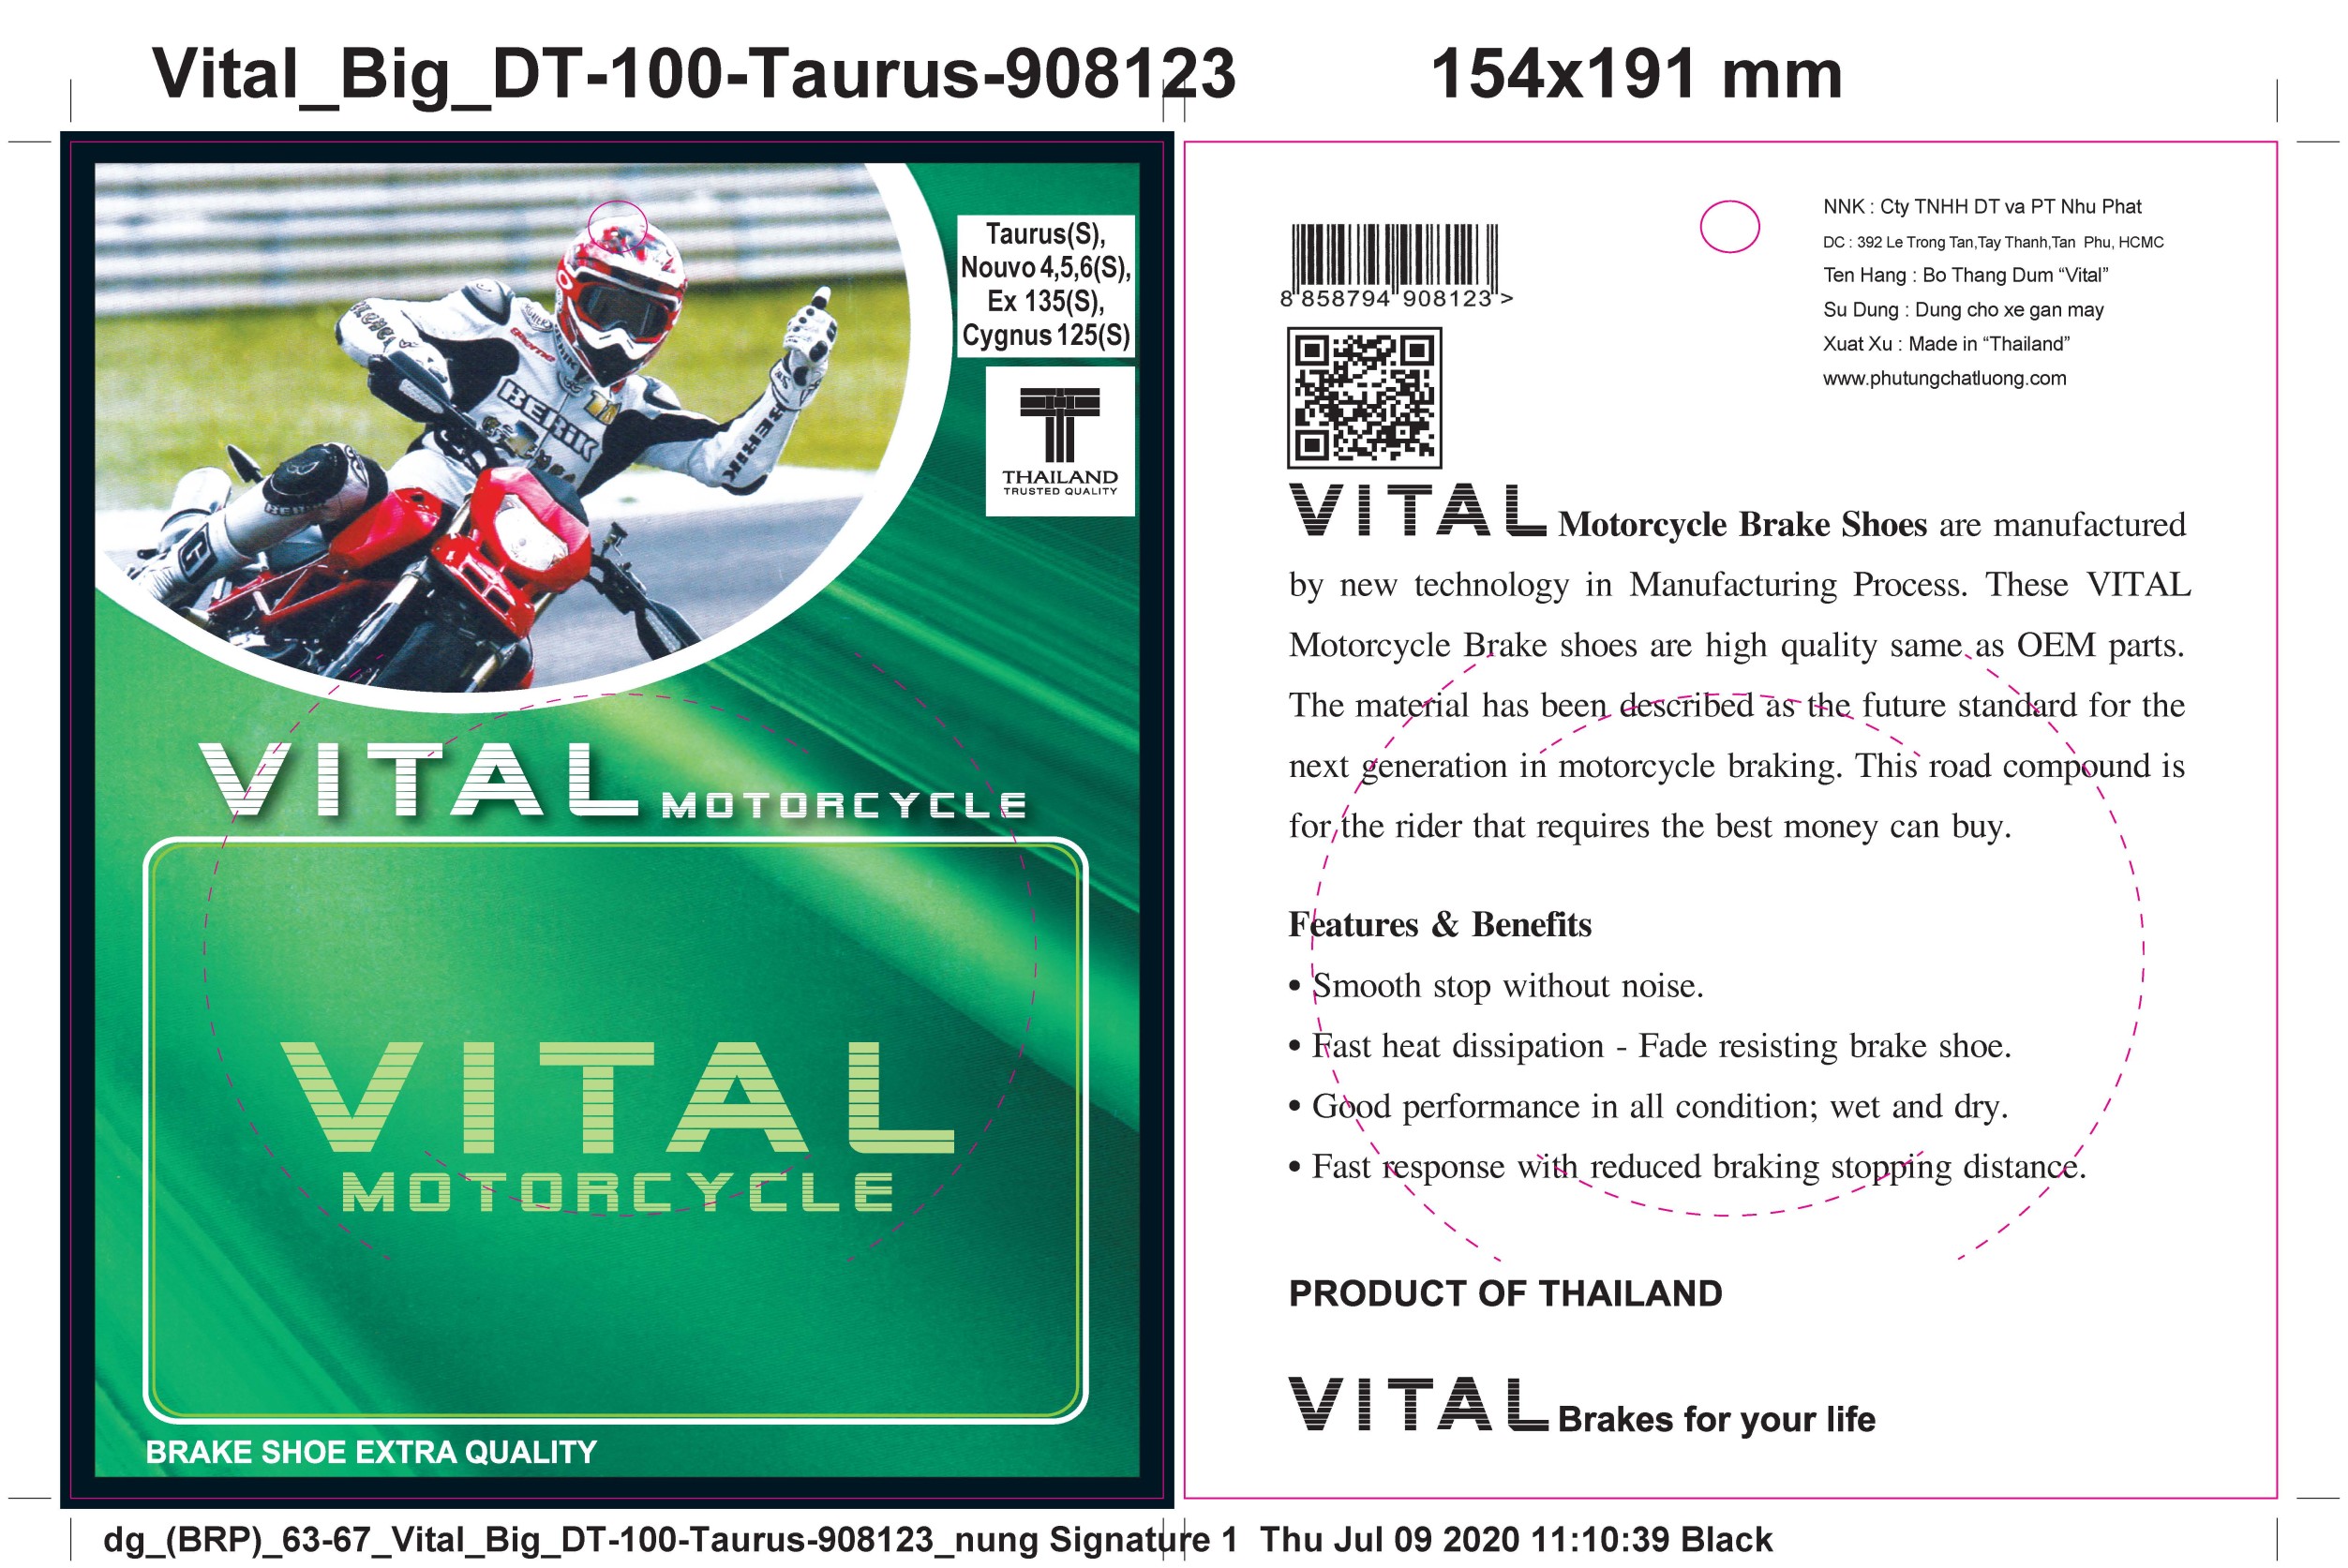 Vital_Big_DT-100-Taurus-908123 154x191 mm
Taurus(S),
Nouvo 4,5,6(S),
Ex 135(S),
Cygnus 125(S)
THAILAND
TRUSTED QUALITY
BERIK
BERIK
VITAL MOTORCYCLE
VITAL
MOTORCYCLE
BRAKE SHOE EXTRA QUALITY
8 858794 908123 >
NNK : Cty TNHH DT va PT Nhu Phat
DC : 392 Le Trong Tan,Tay Thanh,Tan Phu, HCMC
Ten Hang : Bo Thang Dum “Vital”
Su Dung : Dung cho xe gan may
Xuat Xu : Made in “Thailand”
www.phutungchatluong.com
VITAL Motorcycle Brake Shoes are manufactured
by new technology in Manufacturing Process. These VITAL
Motorcycle Brake shoes are high quality same as OEM parts.
The material has been described as the future standard for the
next generation in motorcycle braking. This road compound is
for the rider that requires the best money can buy.
Features & Benefits
• Smooth stop without noise.
• Fast heat dissipation - Fade resisting brake shoe.
• Good performance in all condition; wet and dry.
• Fast response with reduced braking stopping distance.
PRODUCT OF THAILAND
VITAL Brakes for your life
dg_(BRP)_63-67_Vital_Big_DT-100-Taurus-908123_nung Signature 1 Thu Jul 09 2020 11:10:39 Black